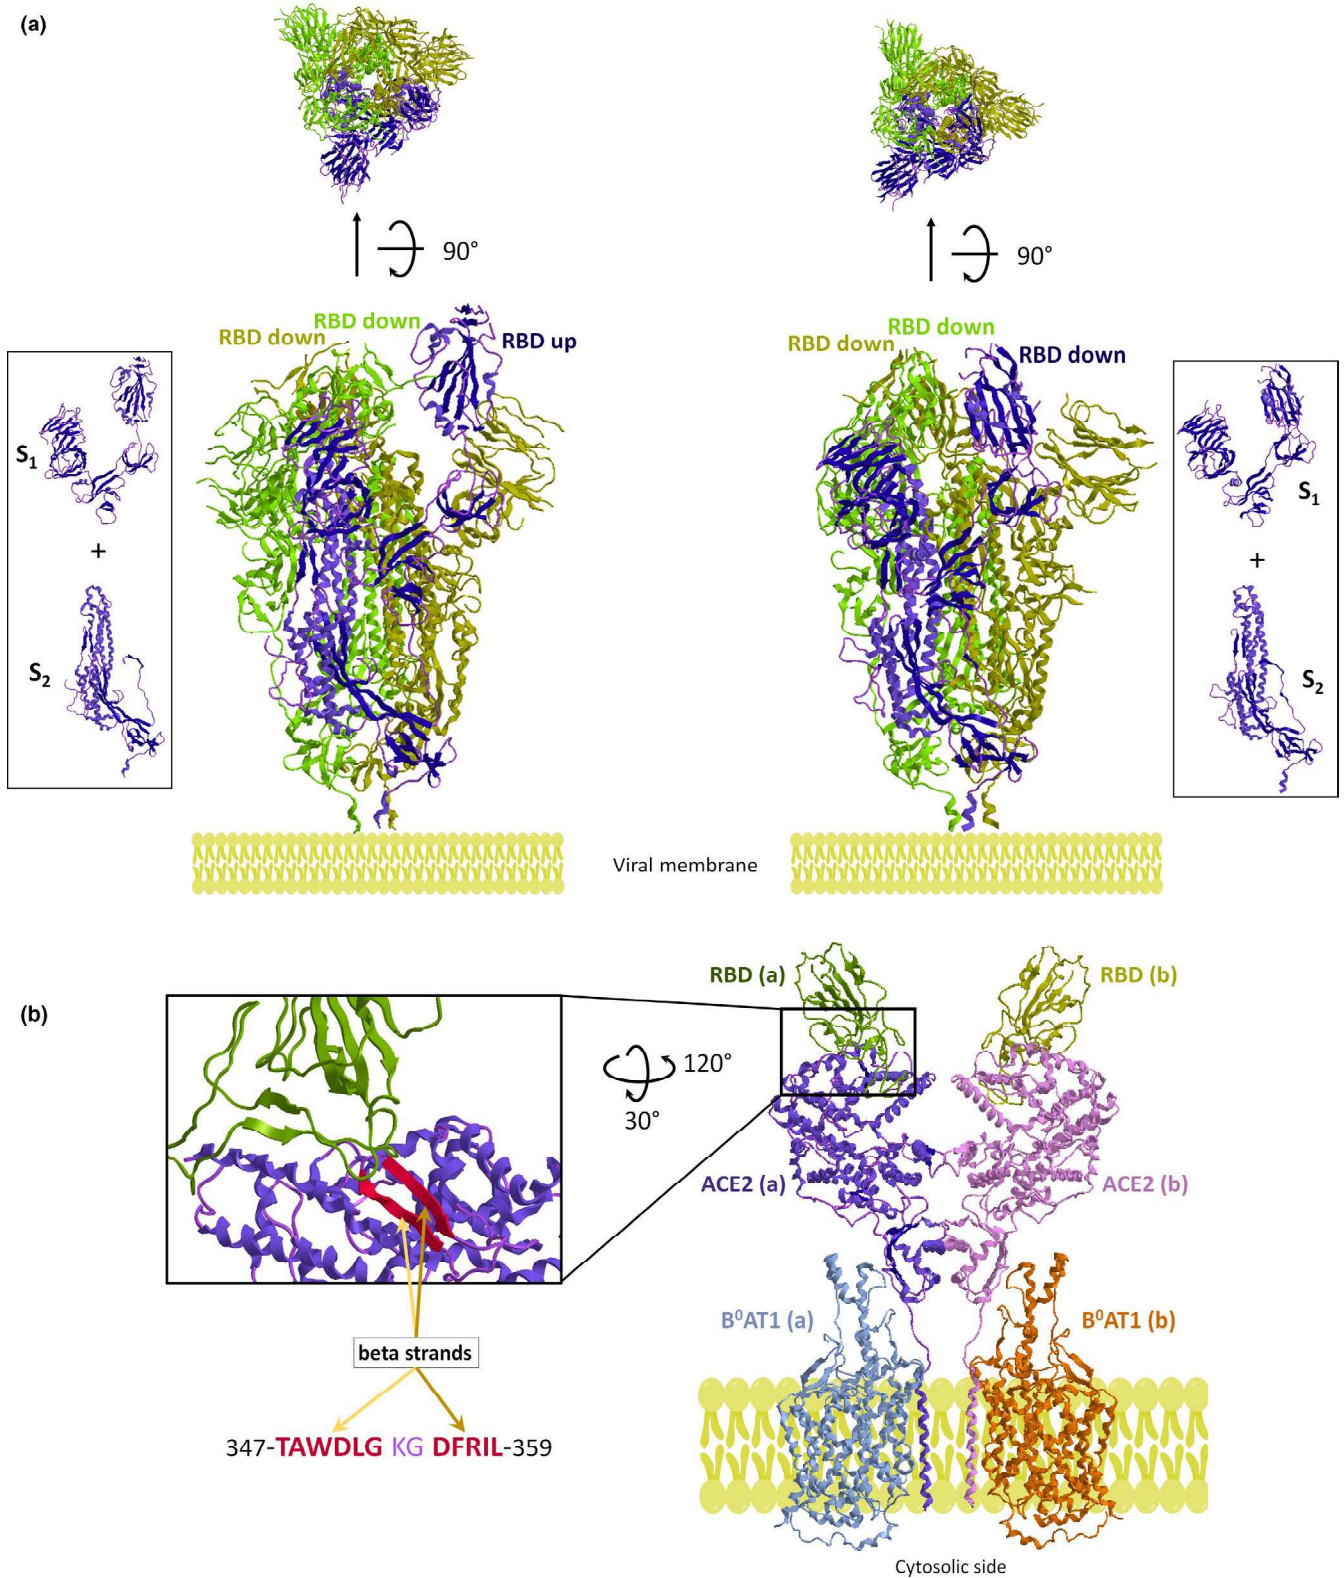 (a)
90°
90°
RBD down
RBD down
RBD up
RBD down
RBD down
RBD down
S₁
+
S₂
S₁
+
S₂
Viral membrane
(b)
RBD (a)
RBD (b)
120°
30°
ACE2 (a)
ACE2 (b)
B⁰AT1 (a)
B⁰AT1 (b)
beta strands
347-TAWDLG KG DFRIL-359
Cytosolic side